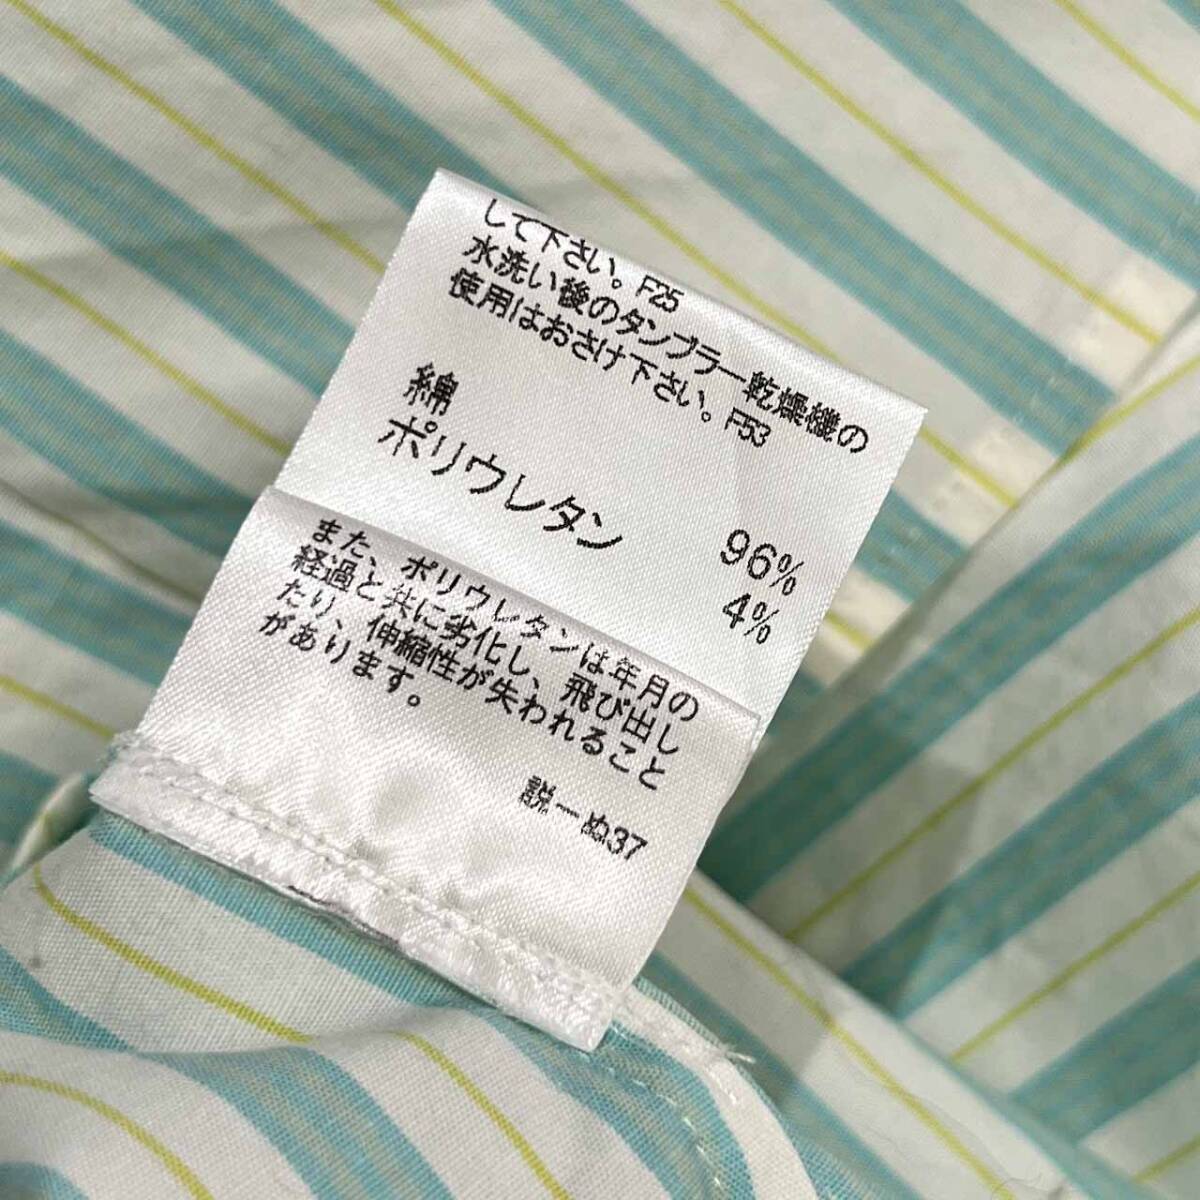 して下さい。F25
水洗い後のタンブラー乾燥機の
使用はおさけ下さい。F53
綿 96%
ポリウレタン 4%
また、ポリウレタンは年月の
経過と共に劣化し、飛び出し
たり、伸縮性が失われること
があります。
説ーぬ37